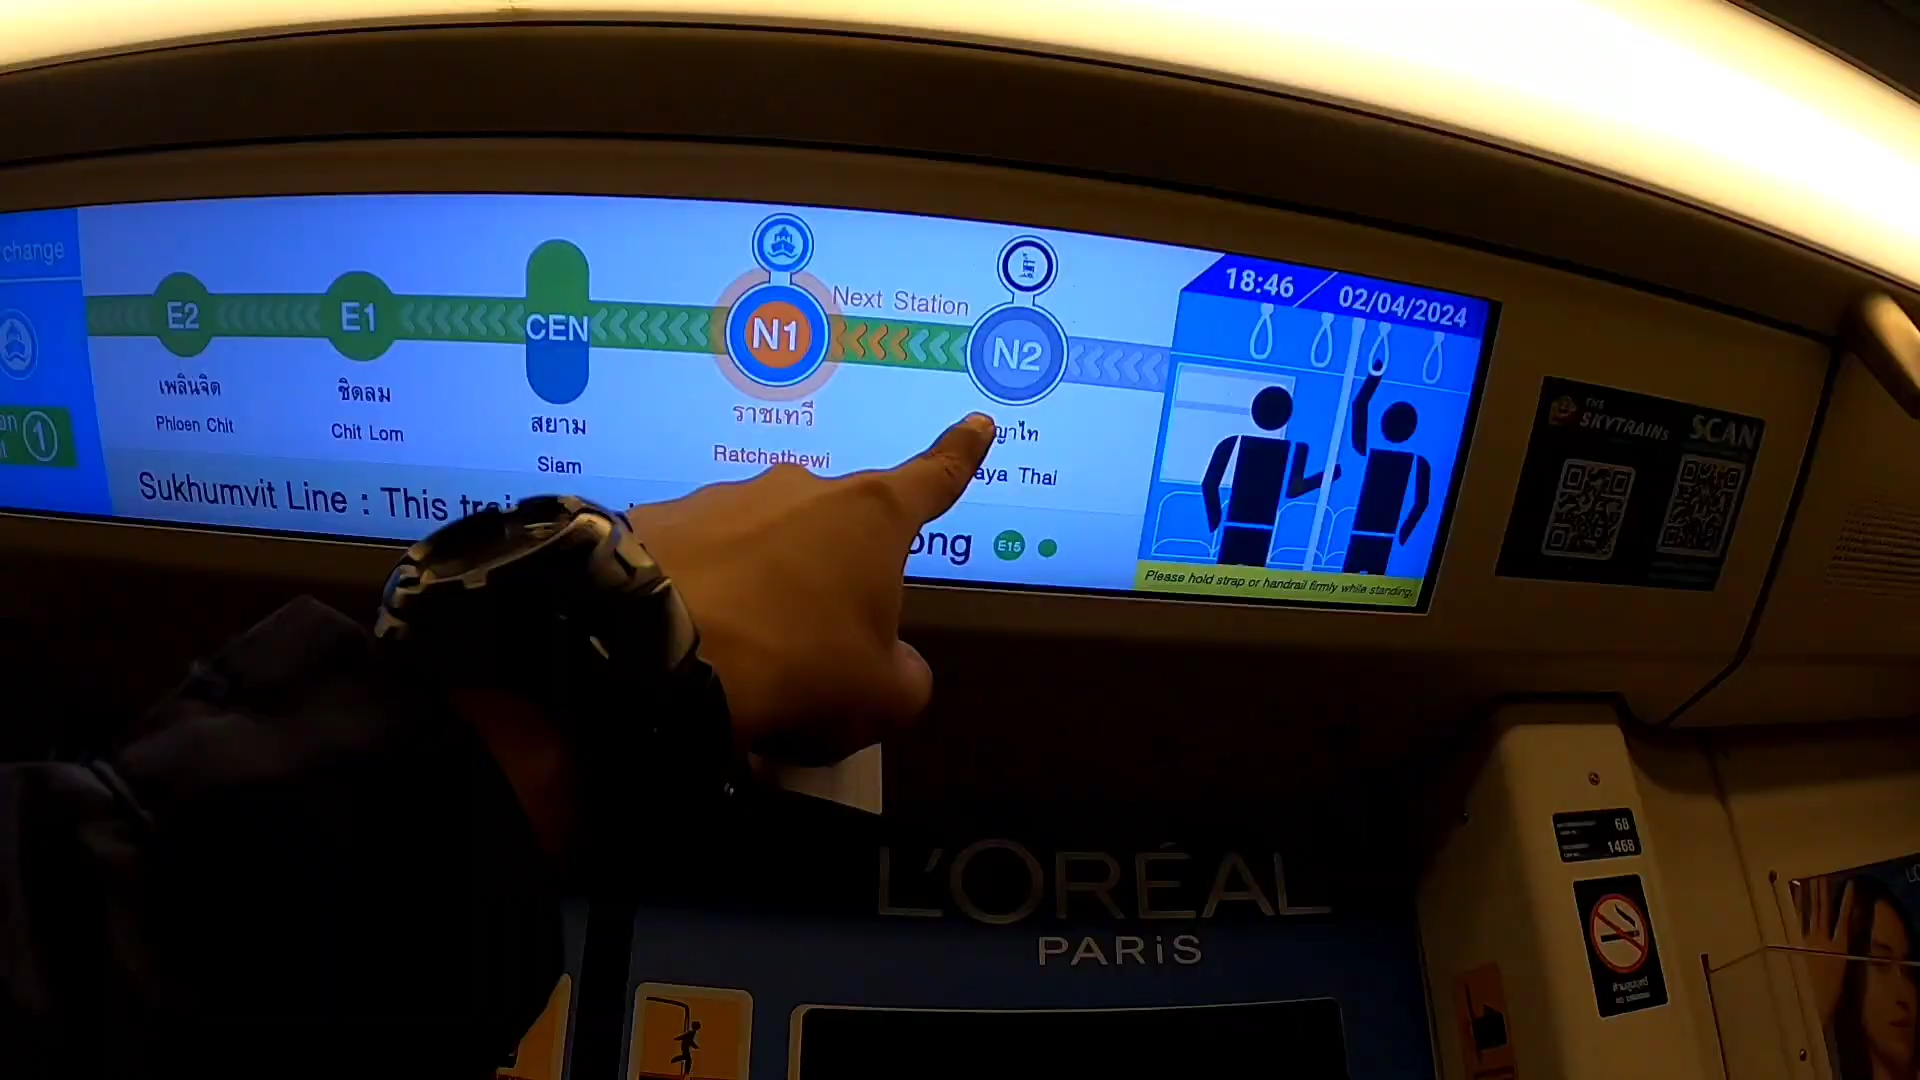 change
18:46
02/04/2024
E2
E1
CEN
N1
Next Station
N2
เพลินจิต
Phloen Chit
ชิดลม
Chit Lom
สยาม
Siam
ราชเทวี
Ratchathewi
ญาไท
aya Thai
1
Sukhumvit Line : This
ong
E15
Please hold strap or handrail firmly while standing.
THE
SKYTRAINs
SCAN
L'ORÉAL
PARiS
68
1468